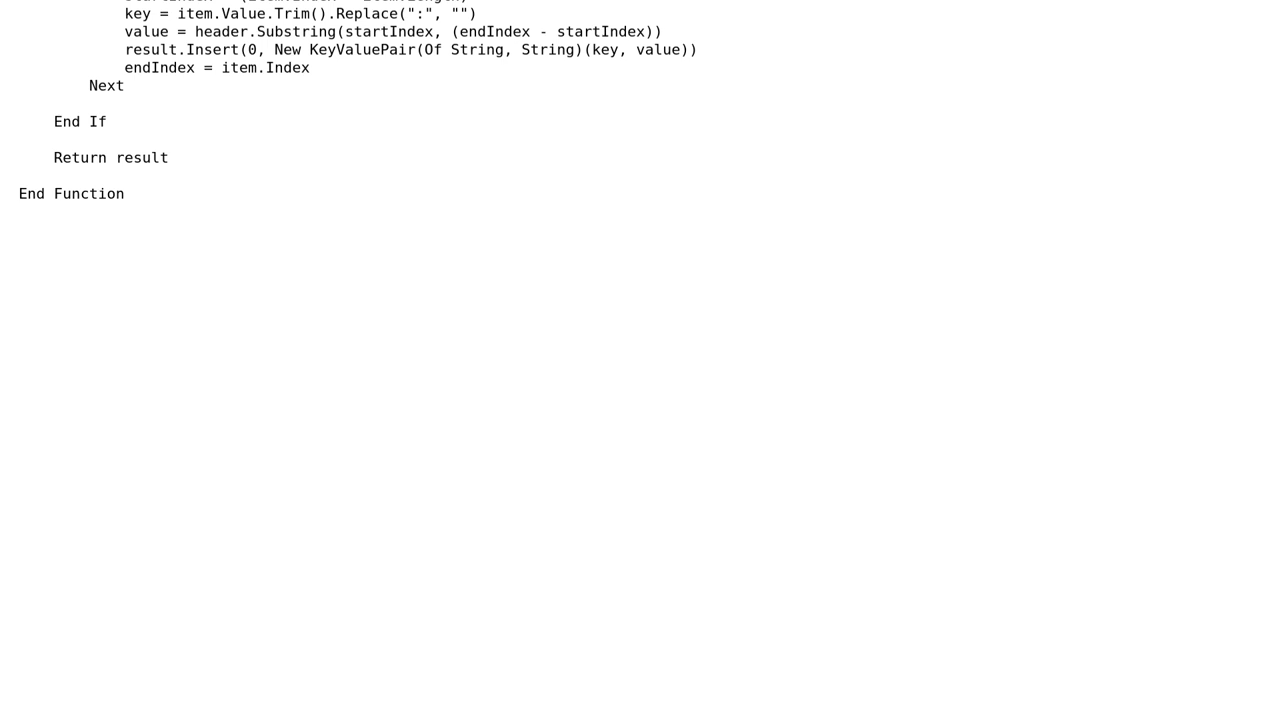 key = item.Value.Trim().Replace(":", "")
value = header.Substring(startIndex, (endIndex - startIndex))
result.Insert(0, New KeyValuePair(Of String, String)(key, value))
endIndex = item.Index
Next
End If
Return result
End Function